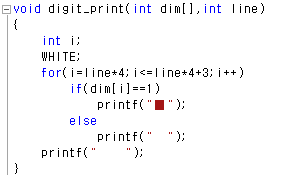 void digit_print(int dim[],int line)
{
    int i;
    WHITE;
    for(i=line*4;i<=line*4+3;i++)
        if(dim[i]==1)
            printf("■");
        else
            printf("  ");
    printf("    ");
}